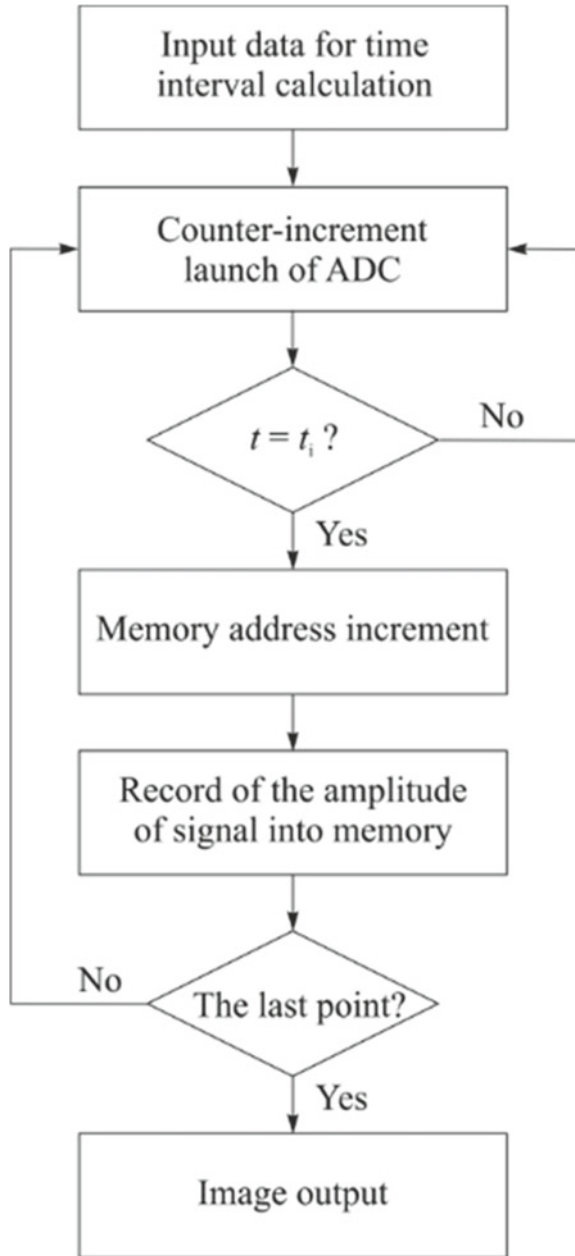 Input data for time
interval calculation
Counter-increment
launch of ADC
t = tᵢ ?
No
Yes
Memory address increment
Record of the amplitude
of signal into memory
No
The last point?
Yes
Image output